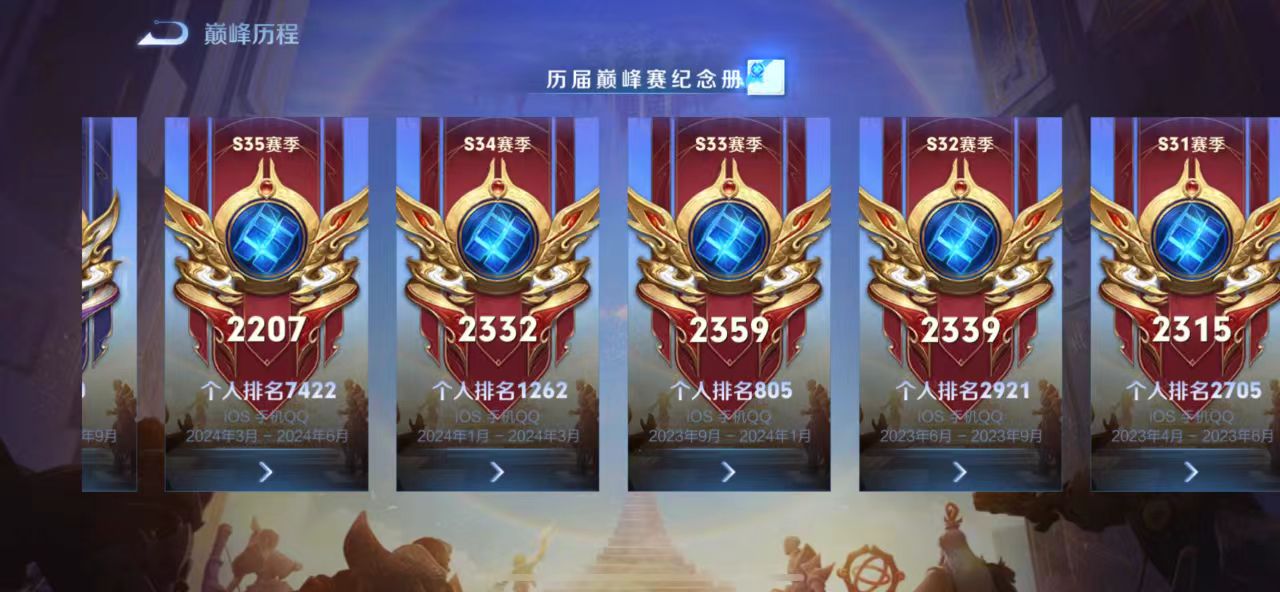 巅峰历程
历届巅峰赛纪念册
年9月
S35赛季
2207
个人排名7422
iOS 手机QQ
2024年3月 - 2024年6月
S34赛季
2332
个人排名1262
iOS 手机QQ
2024年1月 - 2024年3月
S33赛季
2359
个人排名805
iOS 手机QQ
2023年9月 - 2024年1月
S32赛季
2339
个人排名2921
iOS 手机QQ
2023年6月 - 2023年9月
S31赛季
2315
个人排名2705
iOS 手机QQ
2023年4月 - 2023年6月